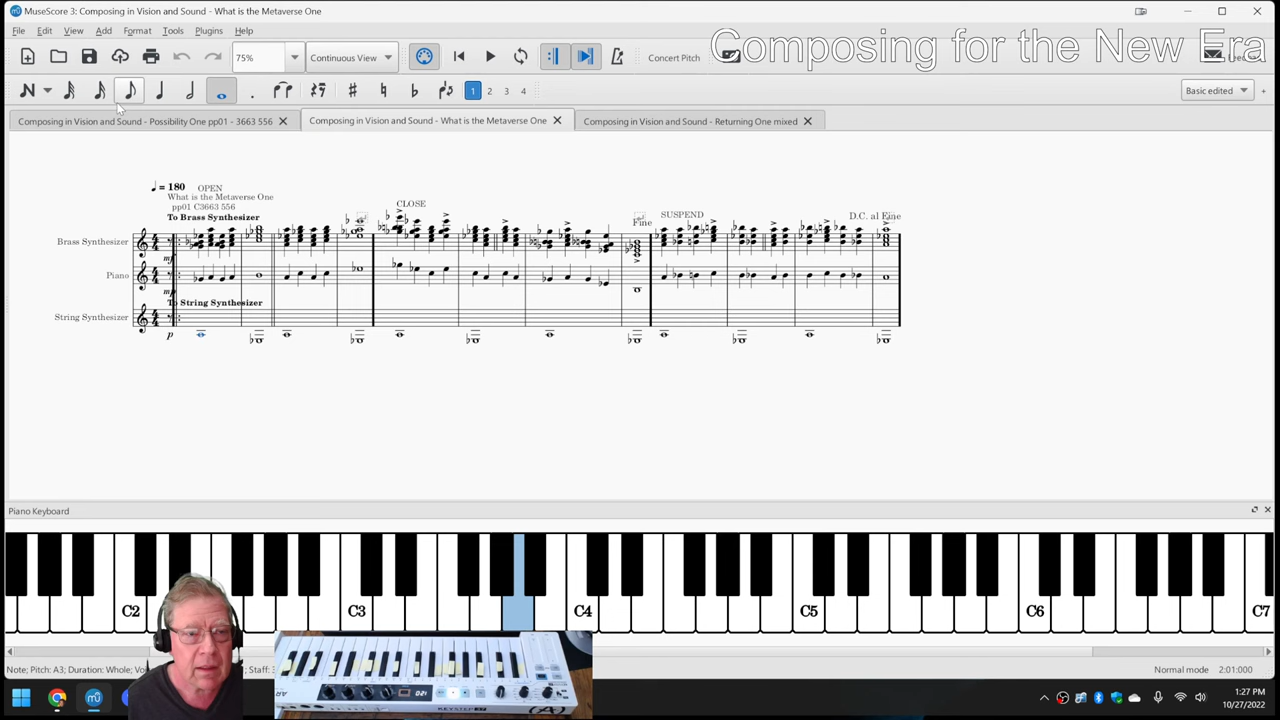 MuseScore 3: Composing in Vision and Sound - What is the Metaverse One
File Edit View Add Format Tools Plugins Help
Composing for the New Era
75% Continuous View Concert Pitch
1 2 3 4 Basic edited
Composing in Vision and Sound - Possibility One pp01 - 3663 556
Composing in Vision and Sound - What is the Metaverse One
Composing in Vision and Sound - Returning One mixed
= 180 OPEN
What is the Metaverse One
pp01 C3663 556
To Brass Synthesizer
CLOSE
Fine
SUSPEND
D.C. al Fine
Brass Synthesizer
Piano
mp
To String Synthesizer
String Synthesizer
p
Piano Keyboard
C2 C3 C4 C5 C6 C7
Note; Pitch: A3; Duration: Whole;
Staff: 3
Normal mode 2:01:000
021
KEYSTEP 37
1:27 PM
10/27/2022